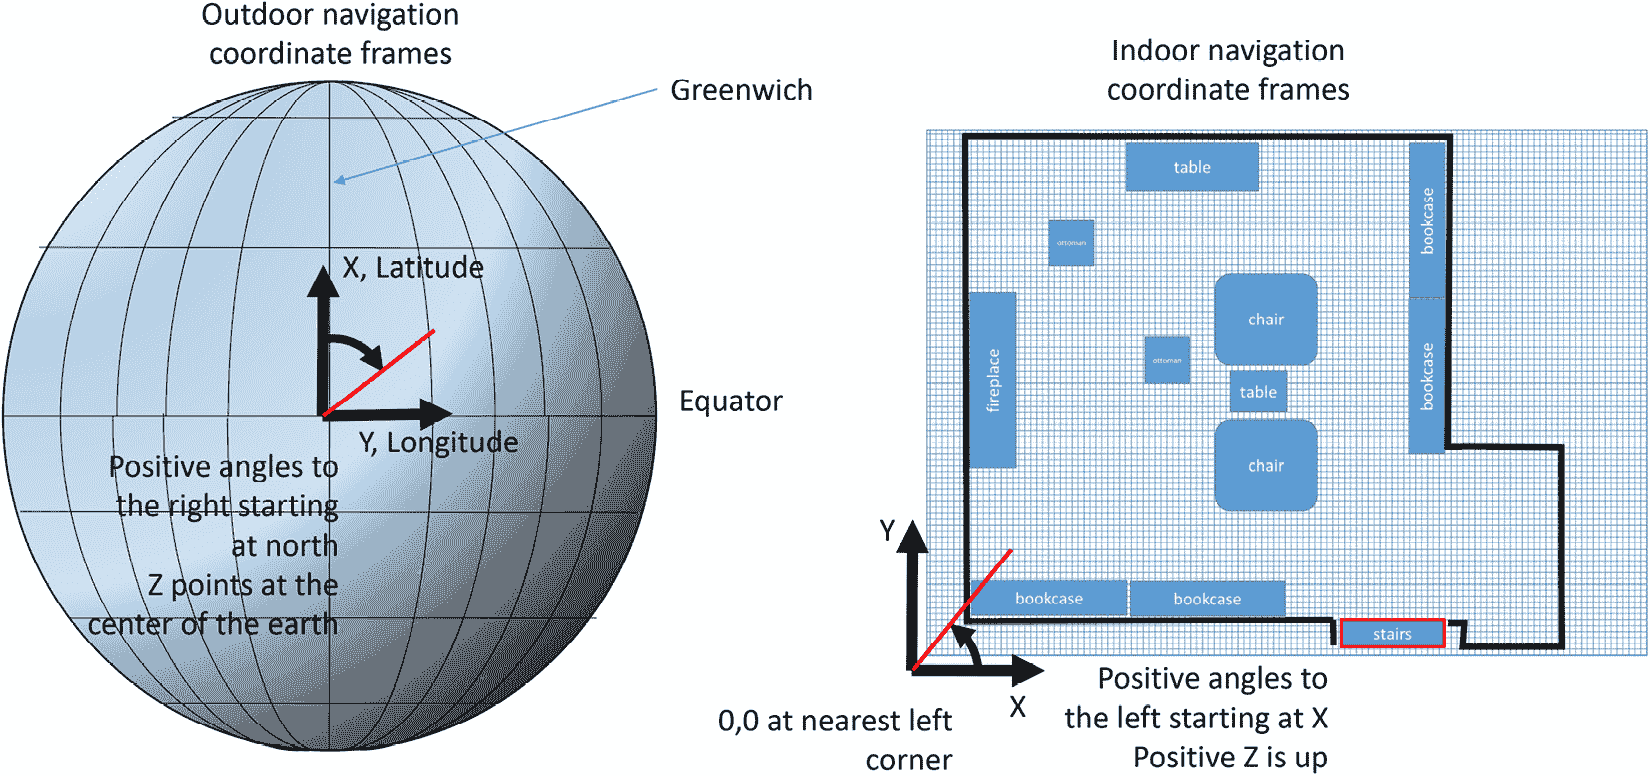 Outdoor navigation
coordinate frames
Greenwich
X, Latitude
Equator
Y, Longitude
Positive angles to
the right starting
at north
Z points at the
center of the earth
Indoor navigation
coordinate frames
table
bookcase
ottoman
chair
fireplace
ottoman
bookcase
table
chair
Y
bookcase
bookcase
stairs
X
0,0 at nearest left
corner
Positive angles to
the left starting at X
Positive Z is up